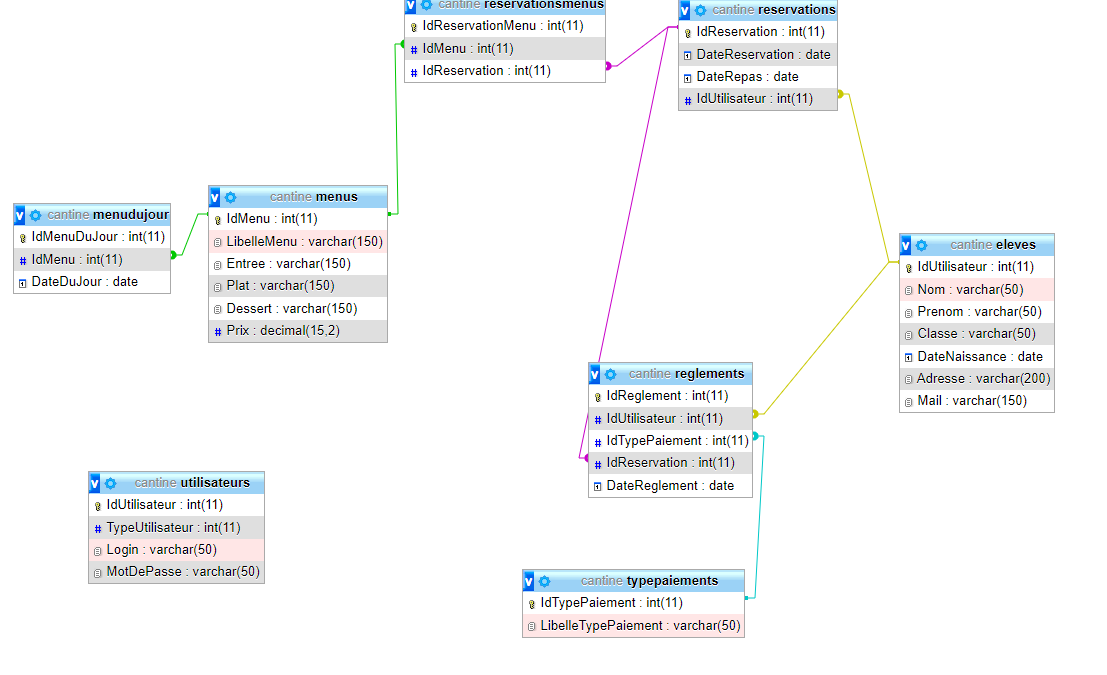 cantine reservationsmenus
IdReservationMenu : int(11)
IdMenu : int(11)
IdReservation : int(11)
cantine reservations
IdReservation : int(11)
DateReservation : date
DateRepas : date
IdUtilisateur : int(11)
v cantine menudujour
IdMenuDuJour : int(11)
# IdMenu : int(11)
DateDuJour : date
v cantine menus
IdMenu : int(11)
LibelleMenu : varchar(150)
Entree : varchar(150)
Plat : varchar(150)
Dessert : varchar(150)
# Prix : decimal(15,2)
v cantine eleves
IdUtilisateur : int(11)
Nom : varchar(50)
Prenom : varchar(50)
Classe : varchar(50)
DateNaissance : date
Adresse : varchar(200)
Mail : varchar(150)
v cantine reglements
IdReglement : int(11)
# IdUtilisateur : int(11)
# IdTypePaiement : int(11)
# IdReservation : int(11)
DateReglement : date
v cantine utilisateurs
IdUtilisateur : int(11)
# TypeUtilisateur : int(11)
Login : varchar(50)
MotDePasse : varchar(50)
v cantine typepaiements
IdTypePaiement : int(11)
LibelleTypePaiement : varchar(50)